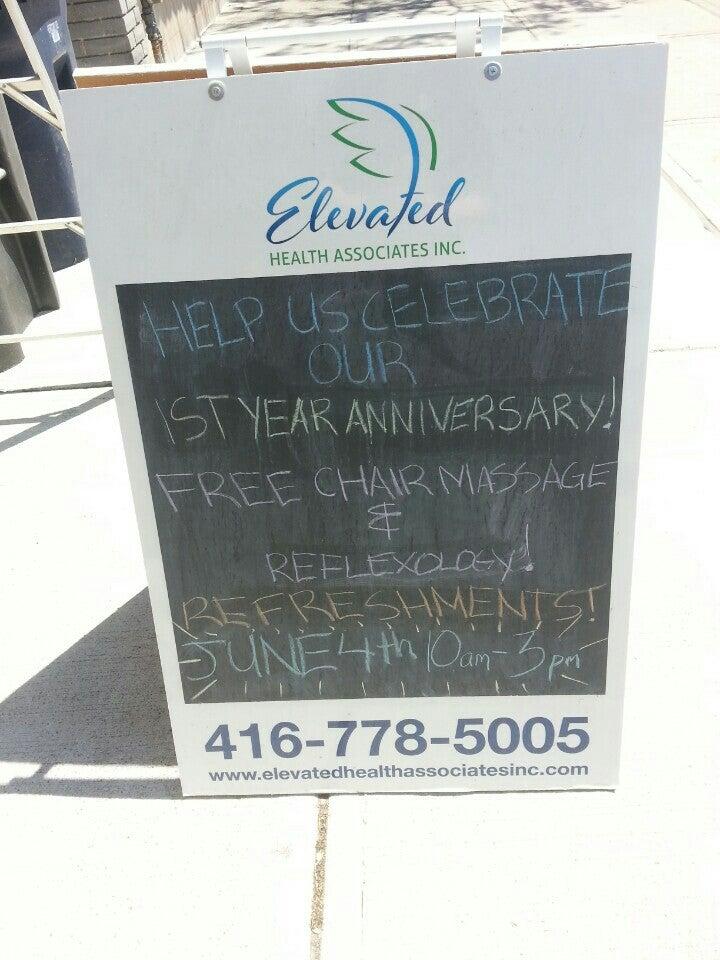 Elevated
HEALTH ASSOCIATES INC.
HELP US CELEBRATE
OUR
1ST YEAR ANNIVERSARY!
FREE CHAIR MASSAGE
&
REFLEXOLOGY!
REFRESHMENTS!
JUNE 4th 10am-3pm
416-778-5005
www.elevatedhealthassociatesinc.com